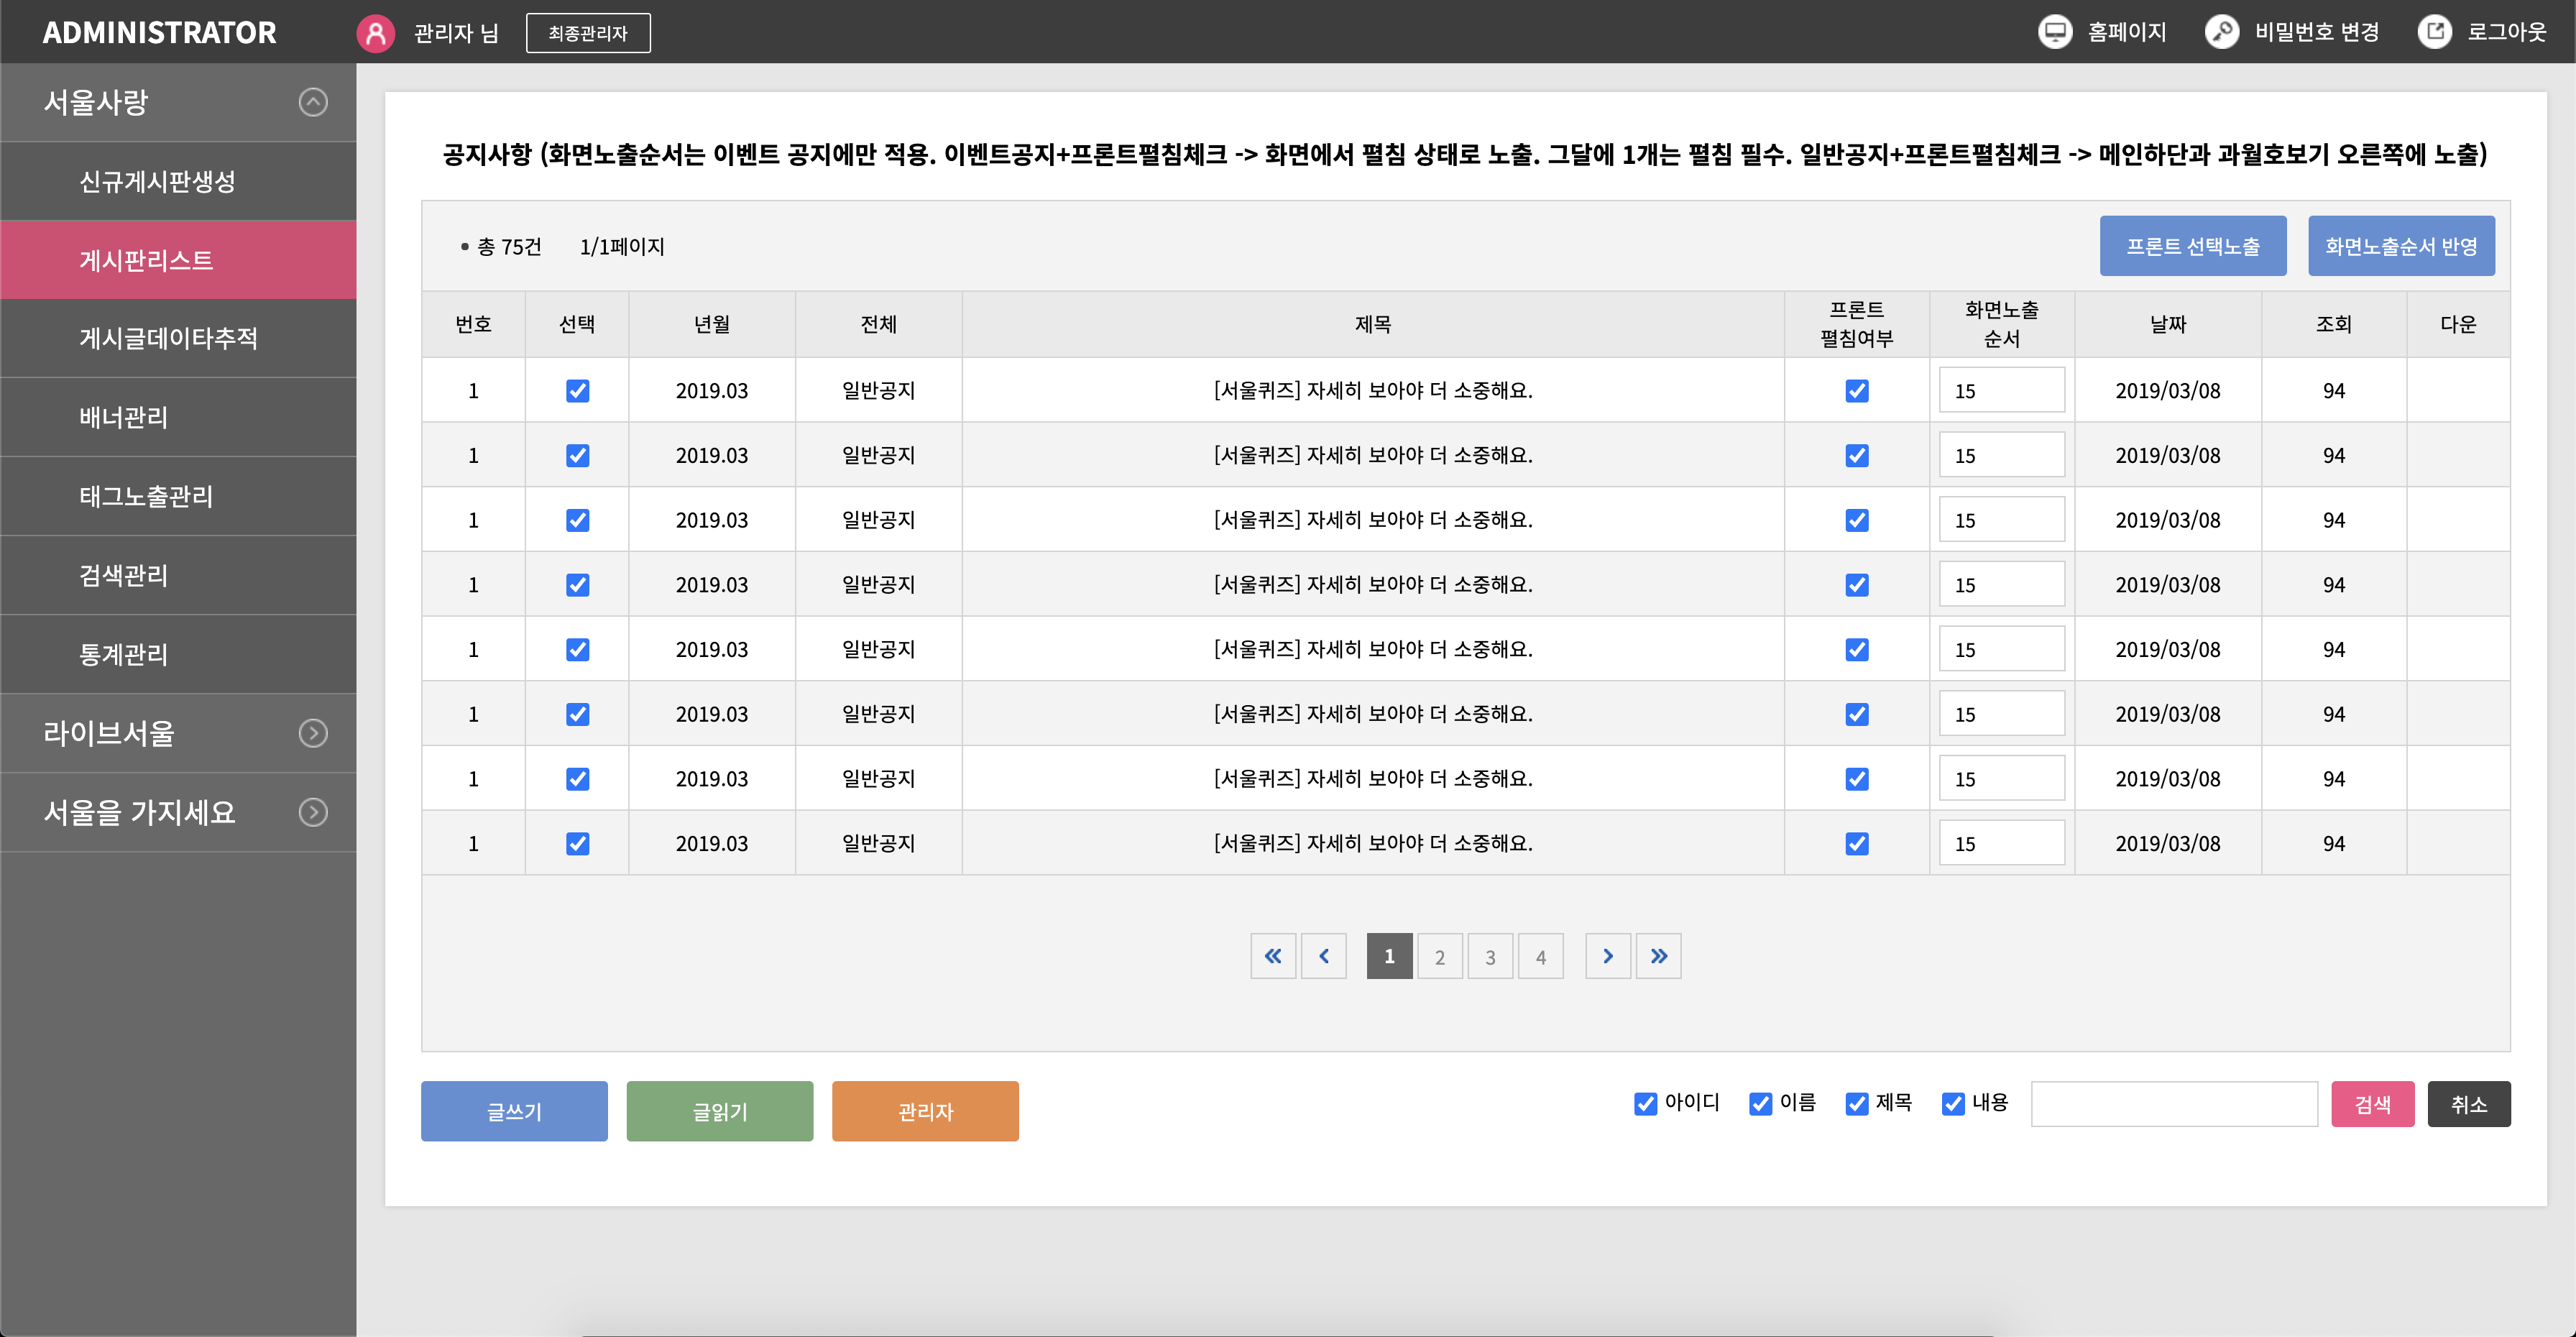 ADMINISTRATOR 관리자 님 최종관리자 홈페이지 비밀번호 변경 로그아웃
서울사랑
신규게시판생성
게시판리스트
게시글데이타추적
배너관리
태그노출관리
검색관리
통계관리
라이브서울
서울을 가지세요
공지사항 (화면노출순서는 이벤트 공지에만 적용. 이벤트공지+프론트펼침체크 -> 화면에서 펼침 상태로 노출. 그달에 1개는 펼침 필수. 일반공지+프론트펼침체크 -> 메인하단과 과월호보기 오른쪽에 노출)
• 총 75건 1/1페이지 프론트 선택노출 화면노출순서 반영
번호 선택 년월 전체 제목 프론트 펼침여부 화면노출 순서 날짜 조회 다운
1 2019.03 일반공지 [서울퀴즈] 자세히 보아야 더 소중해요. 15 2019/03/08 94
1 2019.03 일반공지 [서울퀴즈] 자세히 보아야 더 소중해요. 15 2019/03/08 94
1 2019.03 일반공지 [서울퀴즈] 자세히 보아야 더 소중해요. 15 2019/03/08 94
1 2019.03 일반공지 [서울퀴즈] 자세히 보아야 더 소중해요. 15 2019/03/08 94
1 2019.03 일반공지 [서울퀴즈] 자세히 보아야 더 소중해요. 15 2019/03/08 94
1 2019.03 일반공지 [서울퀴즈] 자세히 보아야 더 소중해요. 15 2019/03/08 94
1 2019.03 일반공지 [서울퀴즈] 자세히 보아야 더 소중해요. 15 2019/03/08 94
1 2019.03 일반공지 [서울퀴즈] 자세히 보아야 더 소중해요. 15 2019/03/08 94
« ‹ 1 2 3 4 › »
글쓰기 글읽기 관리자 아이디 이름 제목 내용 검색 취소